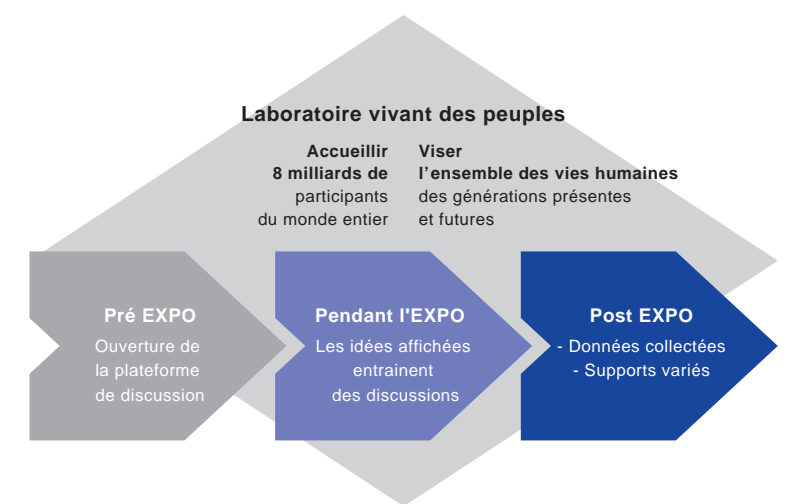 Laboratoire vivant des peuples
Accueillir
8 milliards de
participants
du monde entier
Viser
l’ensemble des vies humaines
des générations présentes
et futures
Pré EXPO
Ouverture de
la plateforme
de discussion
Pendant l'EXPO
Les idées affichées
entrainent
des discussions
Post EXPO
- Données collectées
- Supports variés